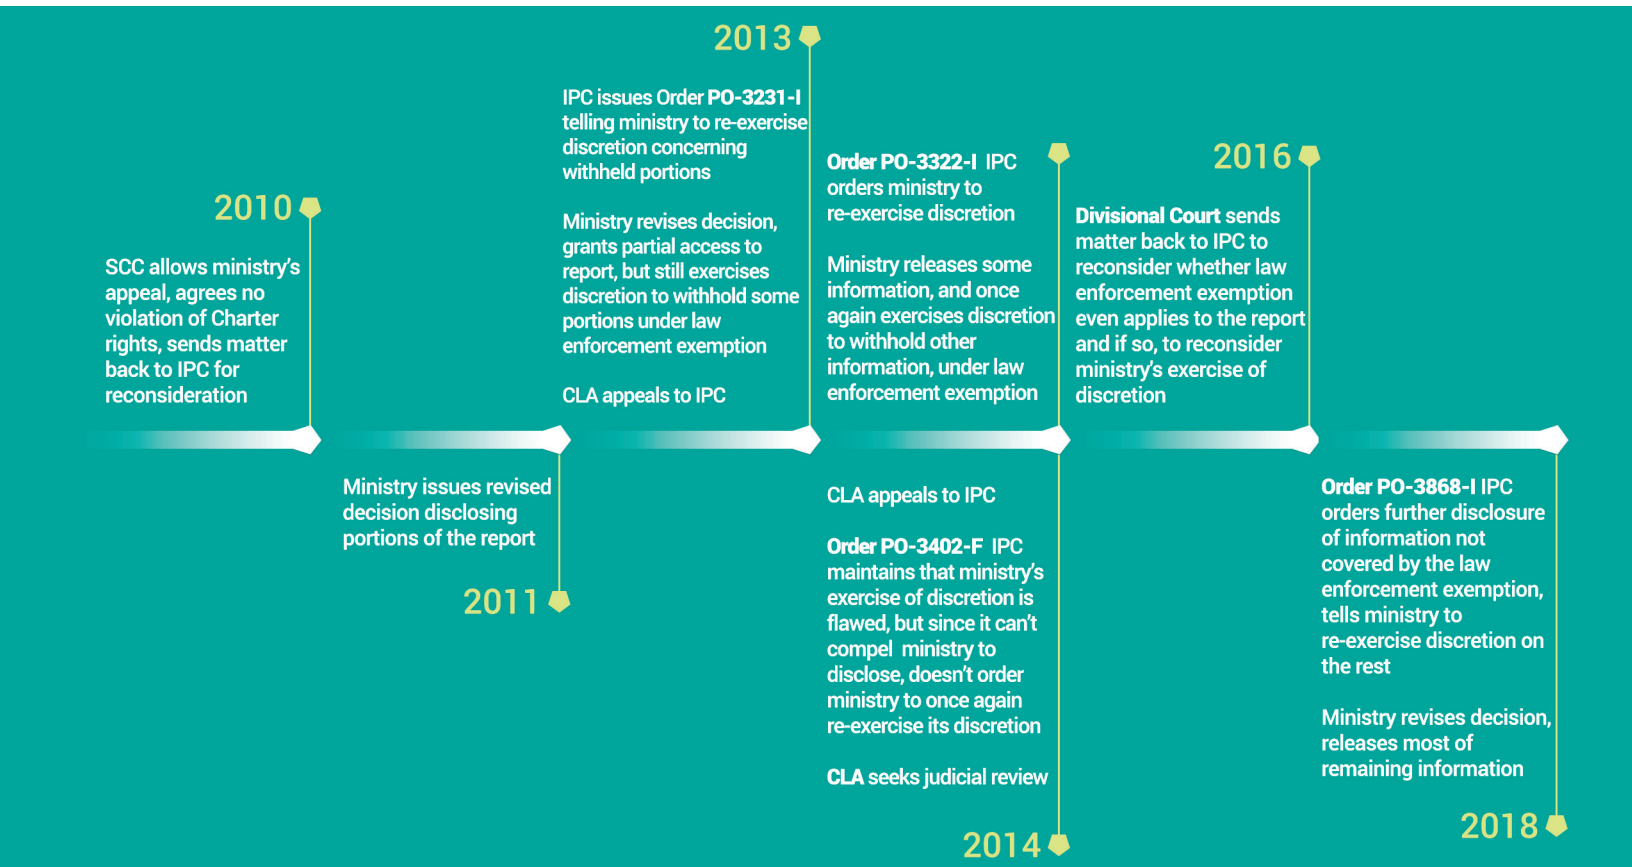 2010
SCC allows ministry's
appeal, agrees no
violation of Charter
rights, sends matter
back to IPC for
reconsideration
Ministry issues revised
decision disclosing
portions of the report
2011
2013
IPC issues Order PO-3231-I
telling ministry to re-exercise
discretion concerning
withheld portions
Ministry revises decision,
grants partial access to
report, but still exercises
discretion to withhold some
portions under law
enforcement exemption
CLA appeals to IPC
Order PO-3322-I IPC
orders ministry to
re-exercise discretion
Ministry releases some
information, and once
again exercises discretion
to withhold other
information, under law
enforcement exemption
CLA appeals to IPC
Order PO-3402-F IPC
maintains that ministry's
exercise of discretion is
flawed, but since it can't
compel ministry to
disclose, doesn't order
ministry to once again
re-exercise its discretion
CLA seeks judicial review
2014
2016
Divisional Court sends
matter back to IPC to
reconsider whether law
enforcement exemption
even applies to the report
and if so, to reconsider
ministry's exercise of
discretion
Order PO-3868-I IPC
orders further disclosure
of information not
covered by the law
enforcement exemption,
tells ministry to
re-exercise discretion on
the rest
Ministry revises decision,
releases most of
remaining information
2018